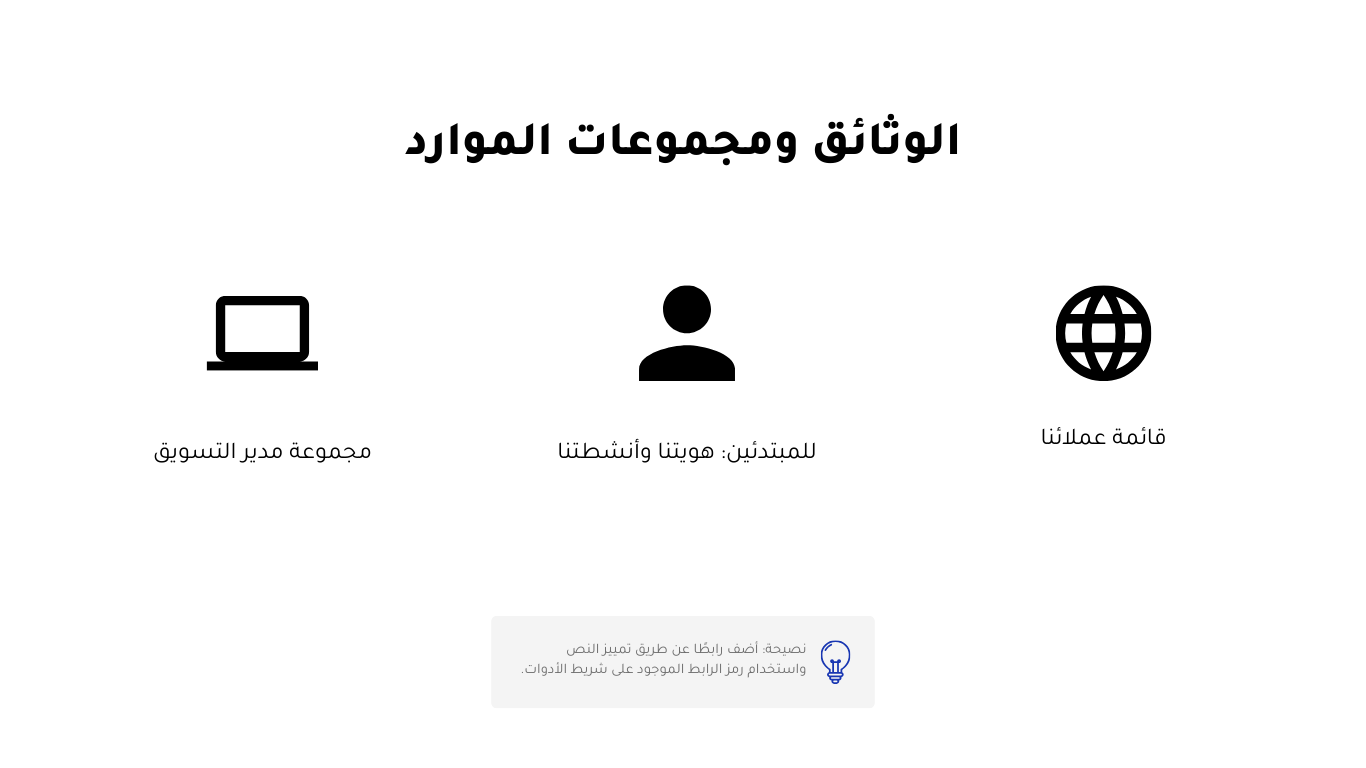 الوثائق ومجموعات الموارد
قائمة عملائنا
للمبتدئين: هويتنا وأنشطتنا
مجموعة مدير التسويق
نصيحة: أضف رابطًا عن طريق تمييز النص
واستخدام رمز الرابط الموجود على شريط الأدوات.